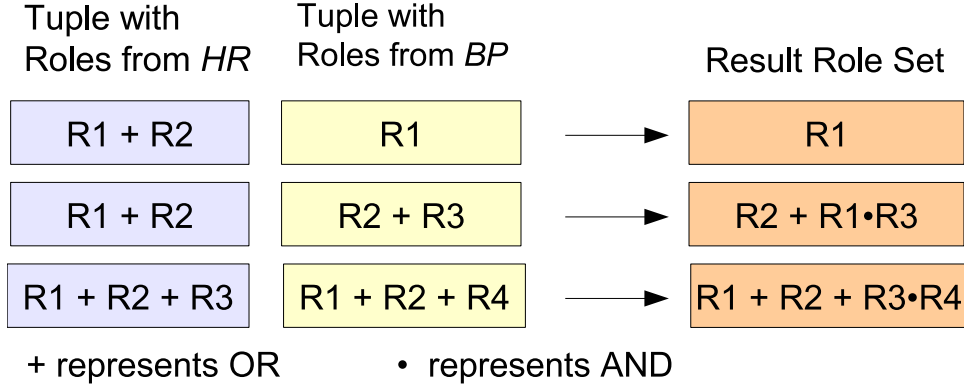 Tuple with
Roles from HR
Tuple with
Roles from BP
Result Role Set
R1 + R2
R1
R1
R1 + R2
R2 + R3
R2 + R1•R3
R1 + R2 + R3
R1 + R2 + R4
R1 + R2 + R3•R4
+ represents OR
• represents AND